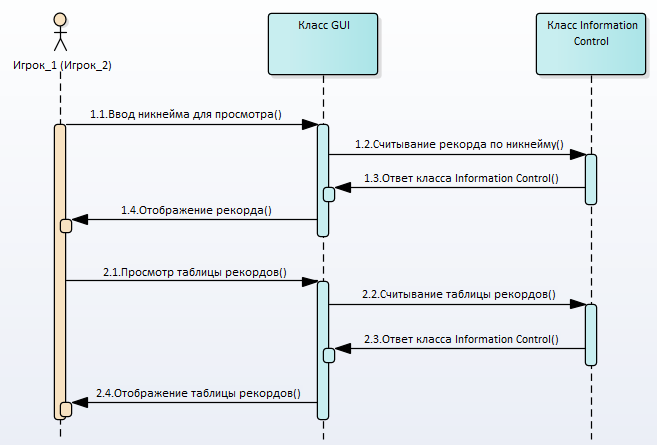 Класс GUI
Класс Information
Control
Игрок_1 (Игрок_2)
1.1.Ввод никнейма для просмотра()
1.2.Считывание рекорда по никнейму()
1.3.Ответ класса Information Control()
1.4.Отображение рекорда()
2.1.Просмотр таблицы рекордов()
2.2.Считывание таблицы рекордов()
2.3.Ответ класса Information Control()
2.4.Отображение таблицы рекордов()